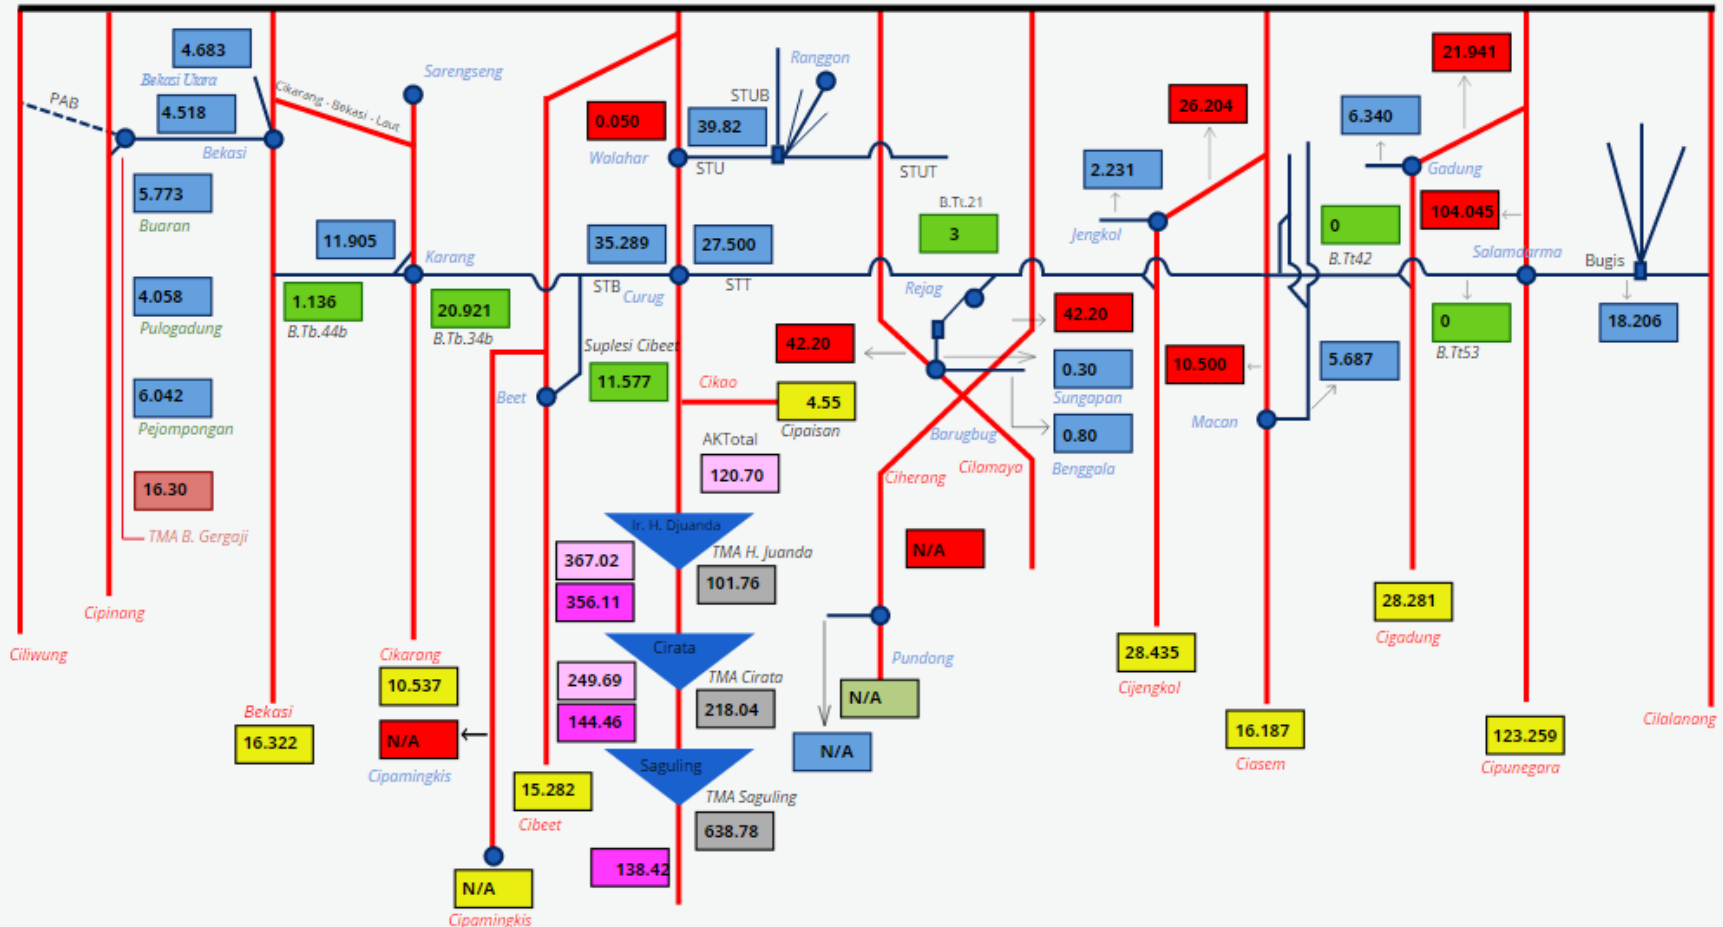 4.683
Bekasi Utara
PAB
4.518
Bekasi
Cikarang - Bekasi - Laut
Sarengseng
5.773
Buaran
11.905
Karang
4.058
Pulogadung
1.136
B.Tb.44b
20.921
B.Tb.34b
6.042
Pejompongan
16.30
TMA B. Gergaji
Cipinang
Ciliwung
Bekasi
16.322
Cikarang
10.537
N/A
Cipamingkis
N/A
Cipamingkis
15.282
Cibeet
Beet
0.050
Walahar
39.82
STUB
Ranggon
STU
STUT
35.289
27.500
STB
Curug
STT
Suplesi Cibeet
11.577
Cikao
4.55
Cipaisan
AKTotal
120.70
Ir. H. Djuanda
367.02
356.11
TMA H. Juanda
101.76
Cirata
249.69
144.46
TMA Cirata
218.04
Saguling
TMA Saguling
638.78
138.42
B.Tt.21
3
Rejag
42.20
42.20
0.30
Sungapan
0.80
Benggala
Barugbug
Ciherang
Cilamaya
N/A
Pundong
N/A
N/A
26.204
2.231
Jengkol
28.435
Cijengkol
10.500
5.687
Macan
16.187
Ciasem
21.941
6.340
Gadung
104.045
0
B.Tt42
Salamdarma
0
B.Tt53
28.281
Cigadung
123.259
Cipunegara
Bugis
18.206
Cilalanang